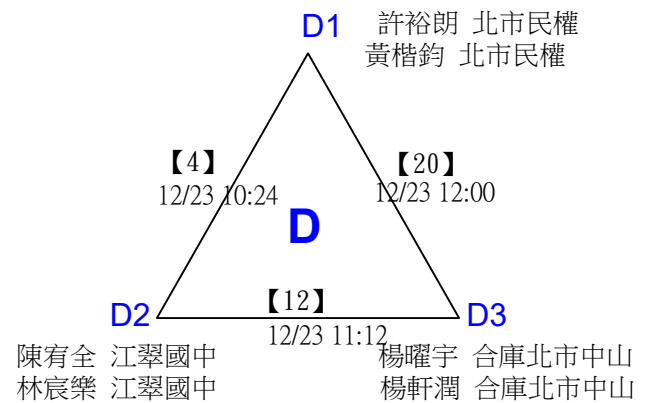 D1
許裕朗 北市民權
黃楷鈞 北市民權
【4】
12/23 10:24
【20】
12/23 12:00
D
D2
【12】
12/23 11:12
D3
陳宥全 江翠國中
林宸樂 江翠國中
楊曜宇 合庫北市中山
楊軒潤 合庫北市中山